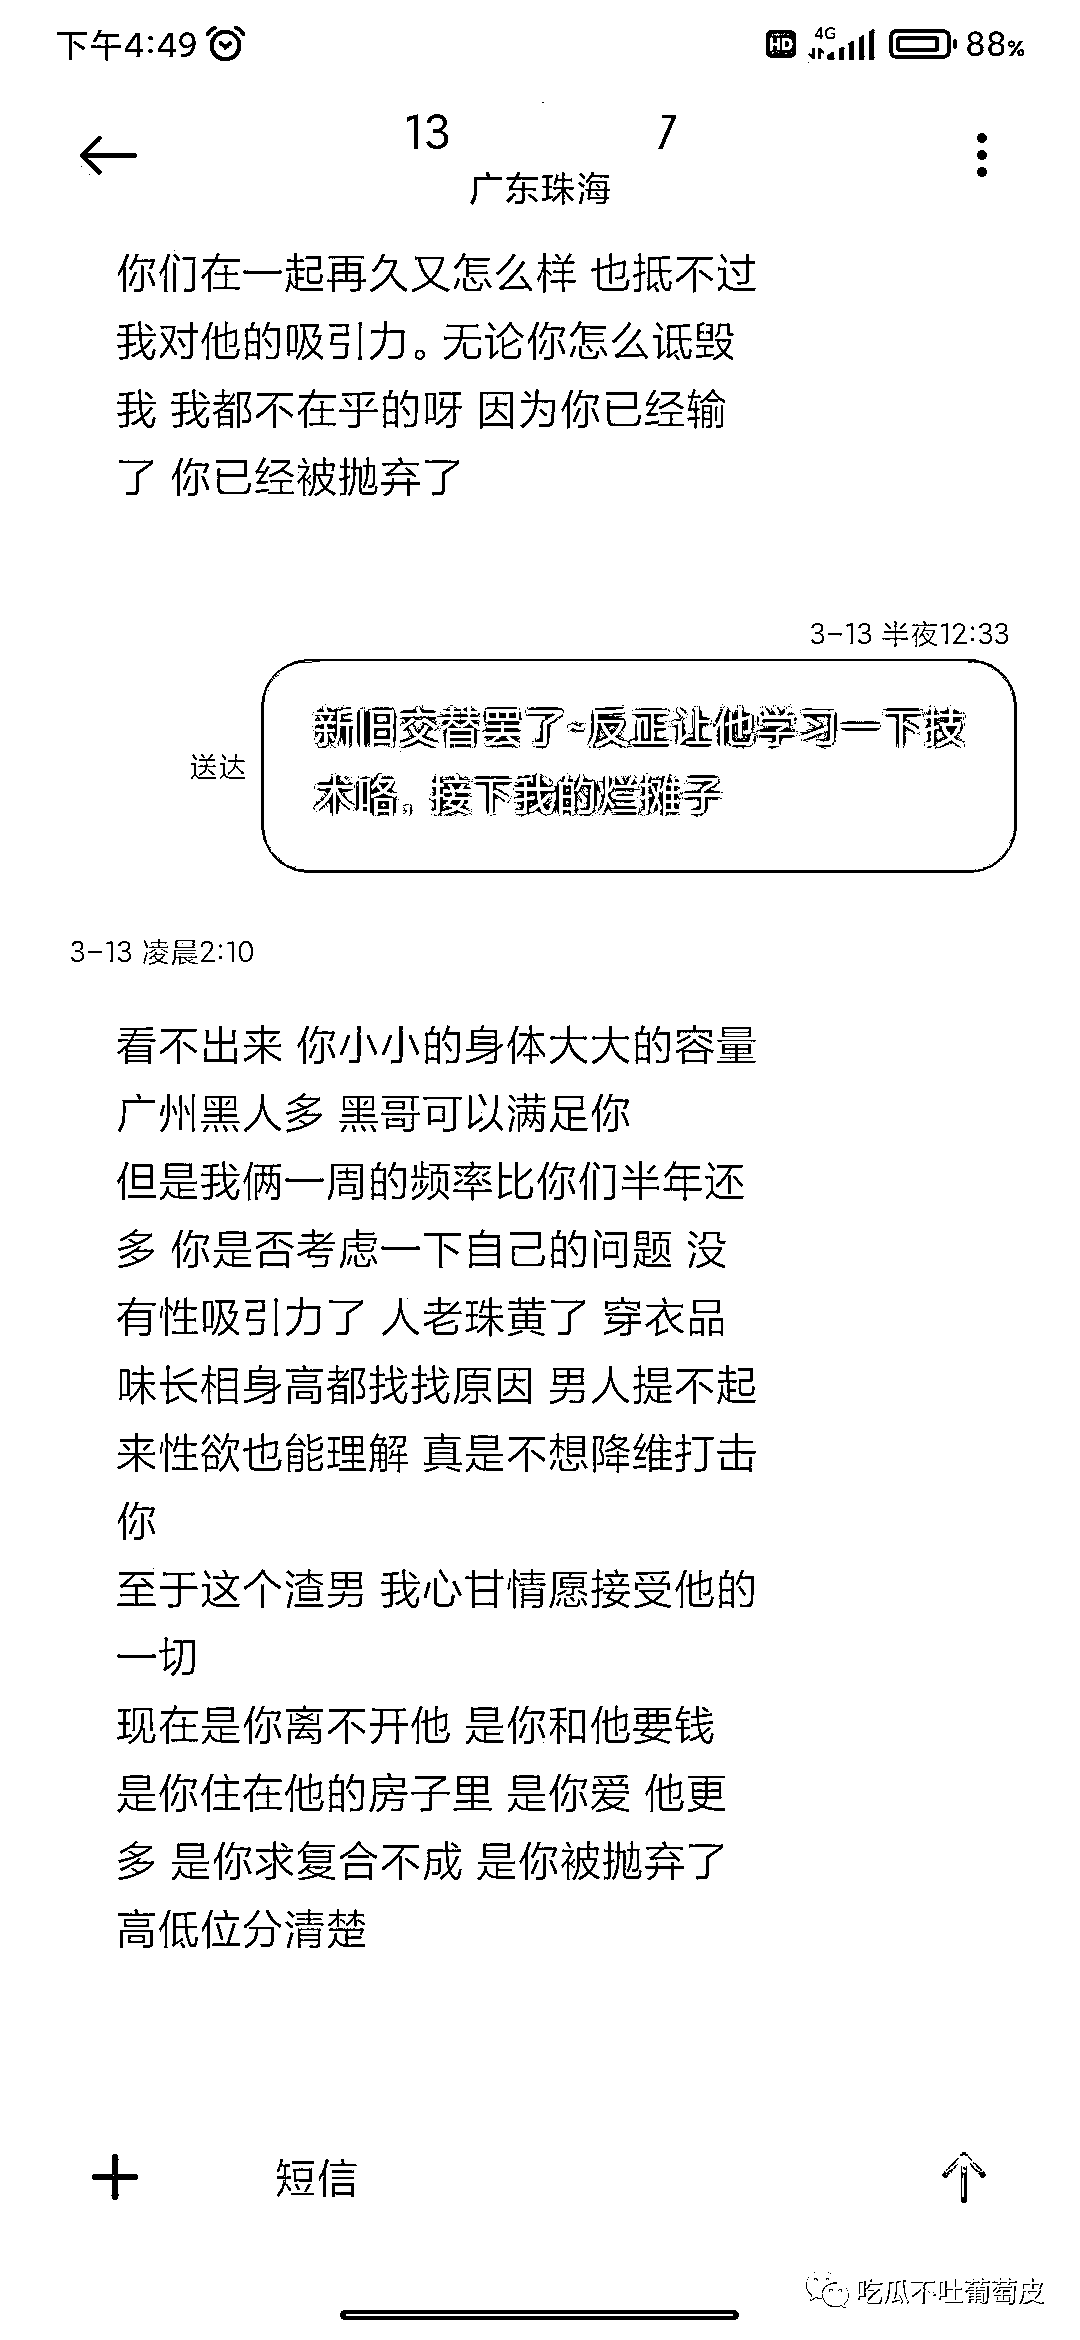 下午4:49
HD 4G 88%
13 7
广东珠海
你们在一起再久又怎么样 也抵不过
我对他的吸引力。无论你怎么诋毁
我 我都不在乎的呀 因为你已经输
了 你已经被抛弃了
3-13 半夜12:33
新旧交替罢了~反正让他学习一下技
术咯，接下我的烂摊子
送达
3-13 凌晨2:10
看不出来 你小小的身体大大的容量
广州黑人多 黑哥可以满足你
但是我俩一周的频率比你们半年还
多 你是否考虑一下自己的问题 没
有性吸引力了 人老珠黄了 穿衣品
味长相身高都找找原因 男人提不起
来性欲也能理解 真是不想降维打击
你
至于这个渣男 我心甘情愿接受他的
一切
现在是你离不开他 是你和他要钱
是你住在他的房子里 是你爱 他更
多 是你求复合不成 是你被抛弃了
高低位分清楚
短信
吃瓜不吐葡萄皮